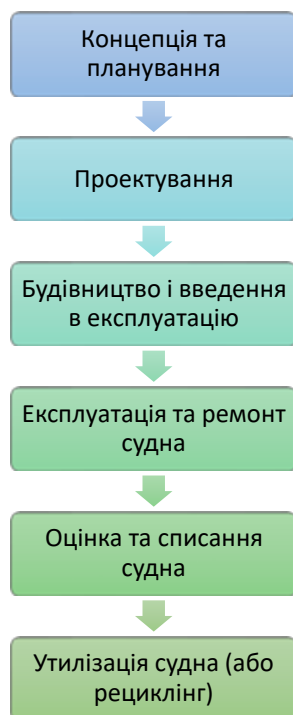 Концепція та
планування
Проектування
Будівництво і введення
в експлуатацію
Експлуатація та ремонт
судна
Оцінка та списання
судна
Утилізація судна (або
рециклінг)